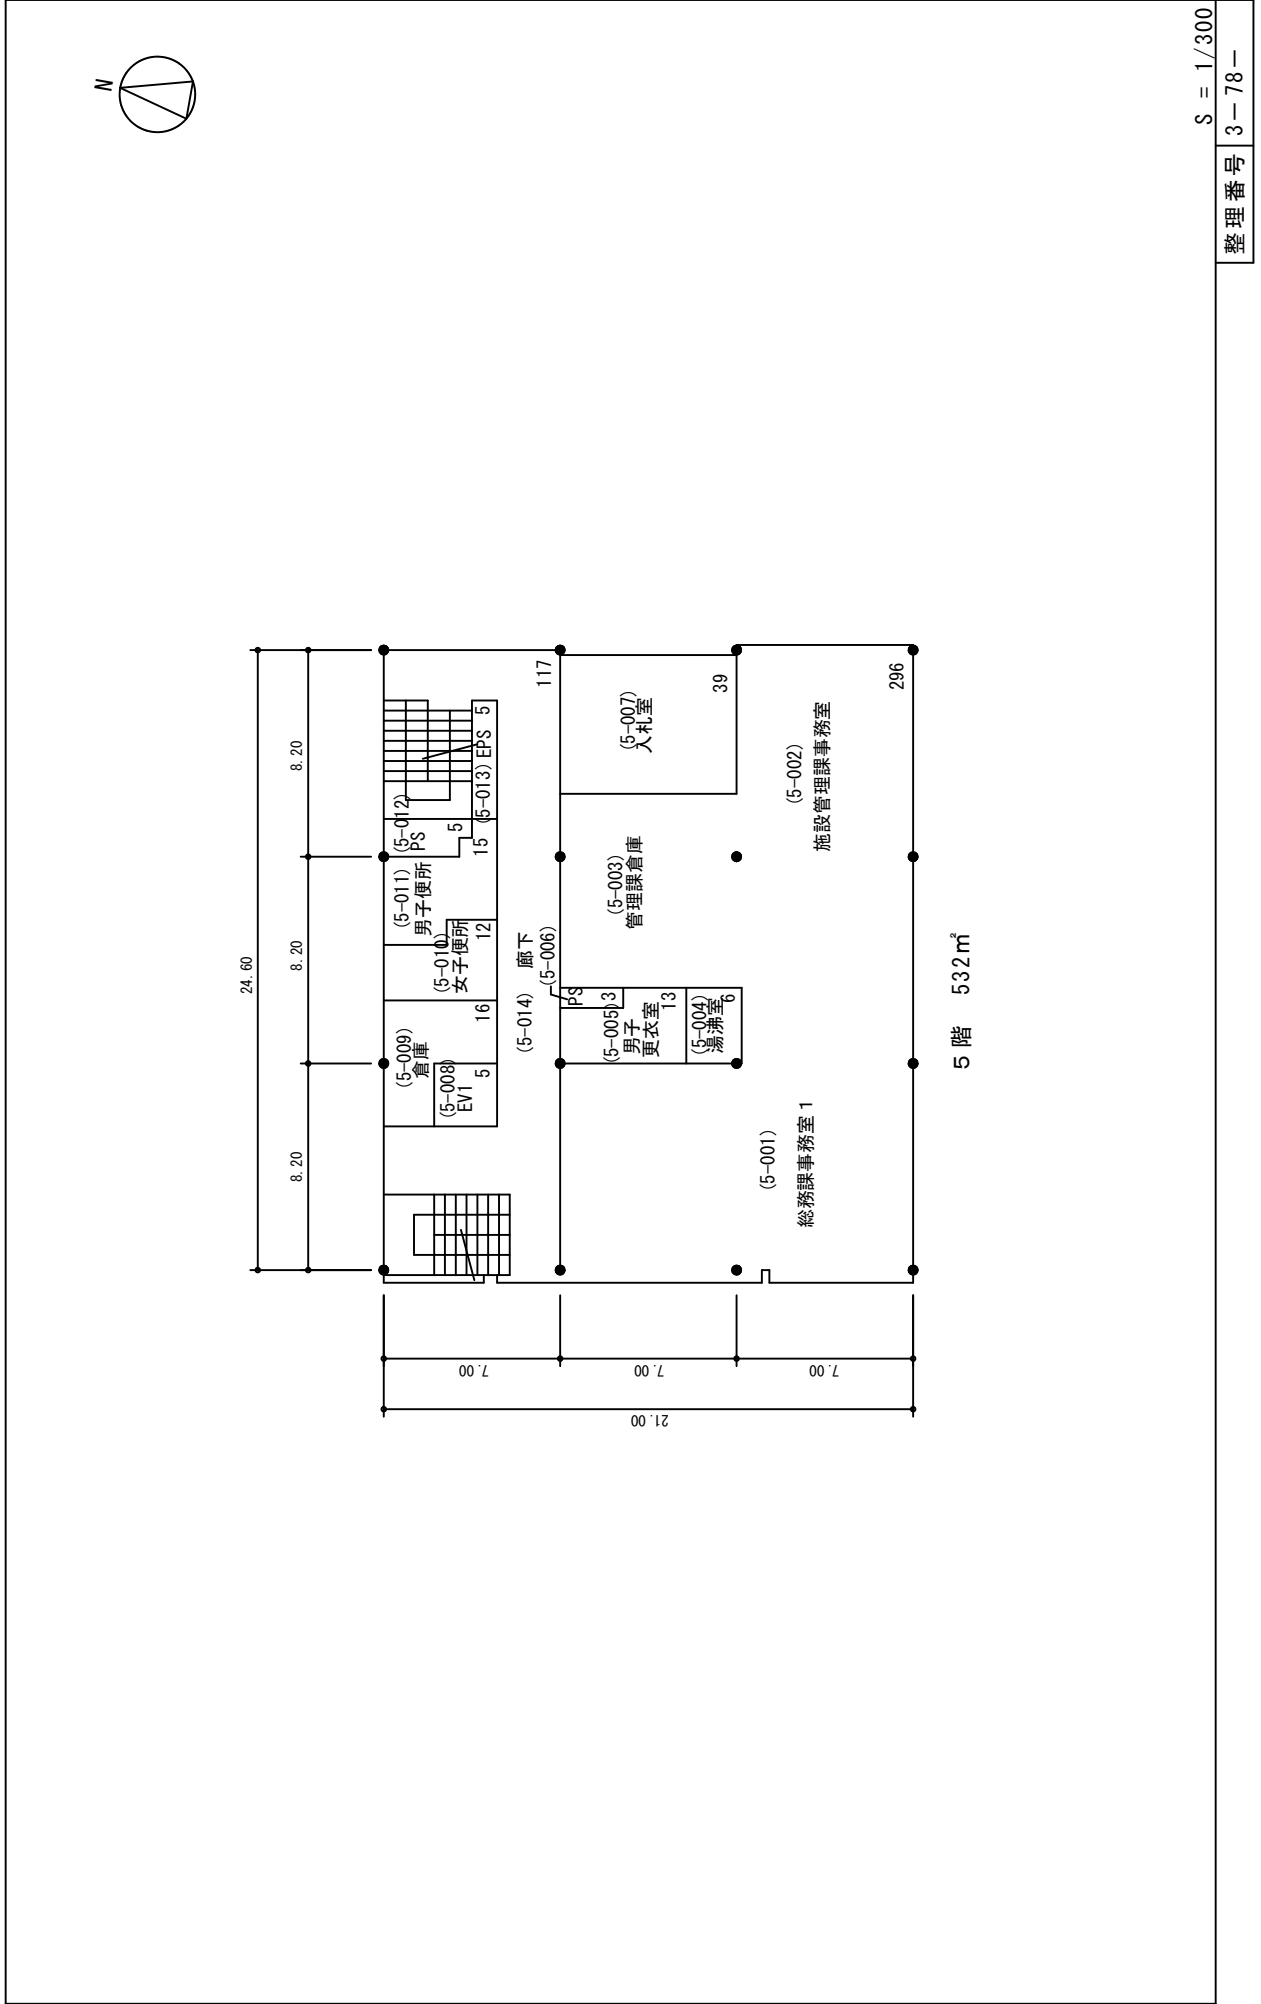 N
24.60
8.20
8.20
8.20
7.00
7.00
7.00
21.00
(5-009)
倉庫
16
(5-008)
EV1
5
(5-010)
女子便所
12
(5-011)
男子便所
15
(5-012)
PS
5
(5-013) EPS
5
(5-014)
廊下
117
(5-006)
PS
3
(5-005)
男子
更衣室
13
(5-004)
湯沸室
6
(5-003)
管理課倉庫
(5-007)
入札室
39
(5-001)
総務課事務室1
(5-002)
施設管理課事務室
296
5階 532㎡
S = 1/300
整理番号 3－78－